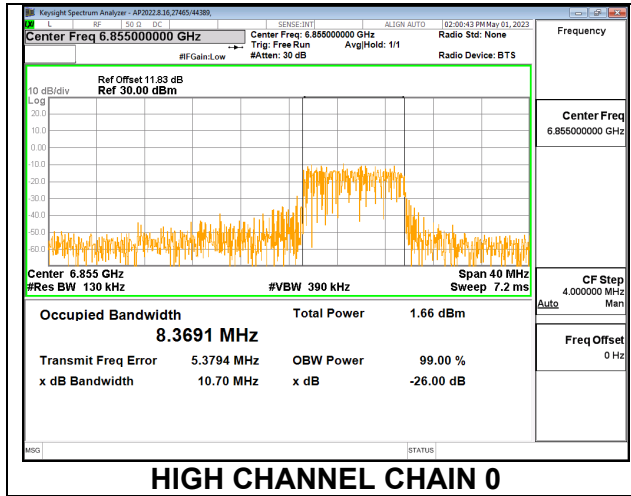 Keysight Spectrum Analyzer - AP2022.8.16,27465/44389,
L RF 50 Ω DC SENSE:INT ALIGN AUTO 02:00:43 PM May 01, 2023
Center Freq 6.855000000 GHz
Center Freq: 6.855000000 GHz
Radio Std: None
Trig: Free Run Avg|Hold: 1/1
#IFGain:Low
#Atten: 30 dB
Radio Device: BTS
Frequency
Ref Offset 11.83 dB
10 dB/div Ref 30.00 dBm
Log
20.0
10.0
0.00
-10.0
-20.0
-30.0
-40.0
-50.0
-60.0
Center Freq
6.855000000 GHz
Center 6.855 GHz Span 40 MHz
#Res BW 130 kHz #VBW 390 kHz Sweep 7.2 ms
CF Step
4.000000 MHz
Auto Man
Occupied Bandwidth Total Power 1.66 dBm
8.3691 MHz
Freq Offset
0 Hz
Transmit Freq Error 5.3794 MHz OBW Power 99.00 %
x dB Bandwidth 10.70 MHz x dB -26.00 dB
MSG STATUS
HIGH CHANNEL CHAIN 0